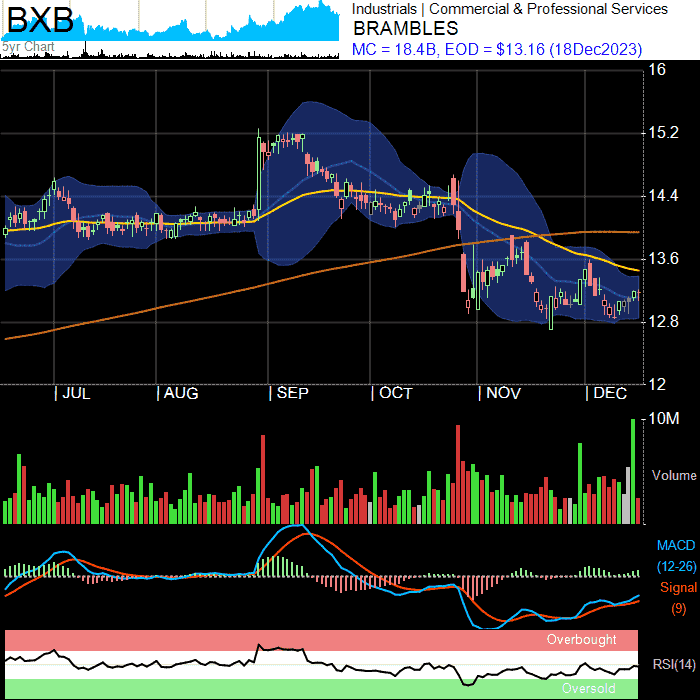 BXB
5yr Chart
Industrials | Commercial & Professional Services
BRAMBLES
MC = 18.4B, EOD = $13.16 (18Dec2023)
16
15.2
14.4
13.6
12.8
12
JUL AUG SEP OCT NOV DEC
10M
Volume
MACD
(12-26)
Signal
(9)
Overbought
RSI(14)
Oversold